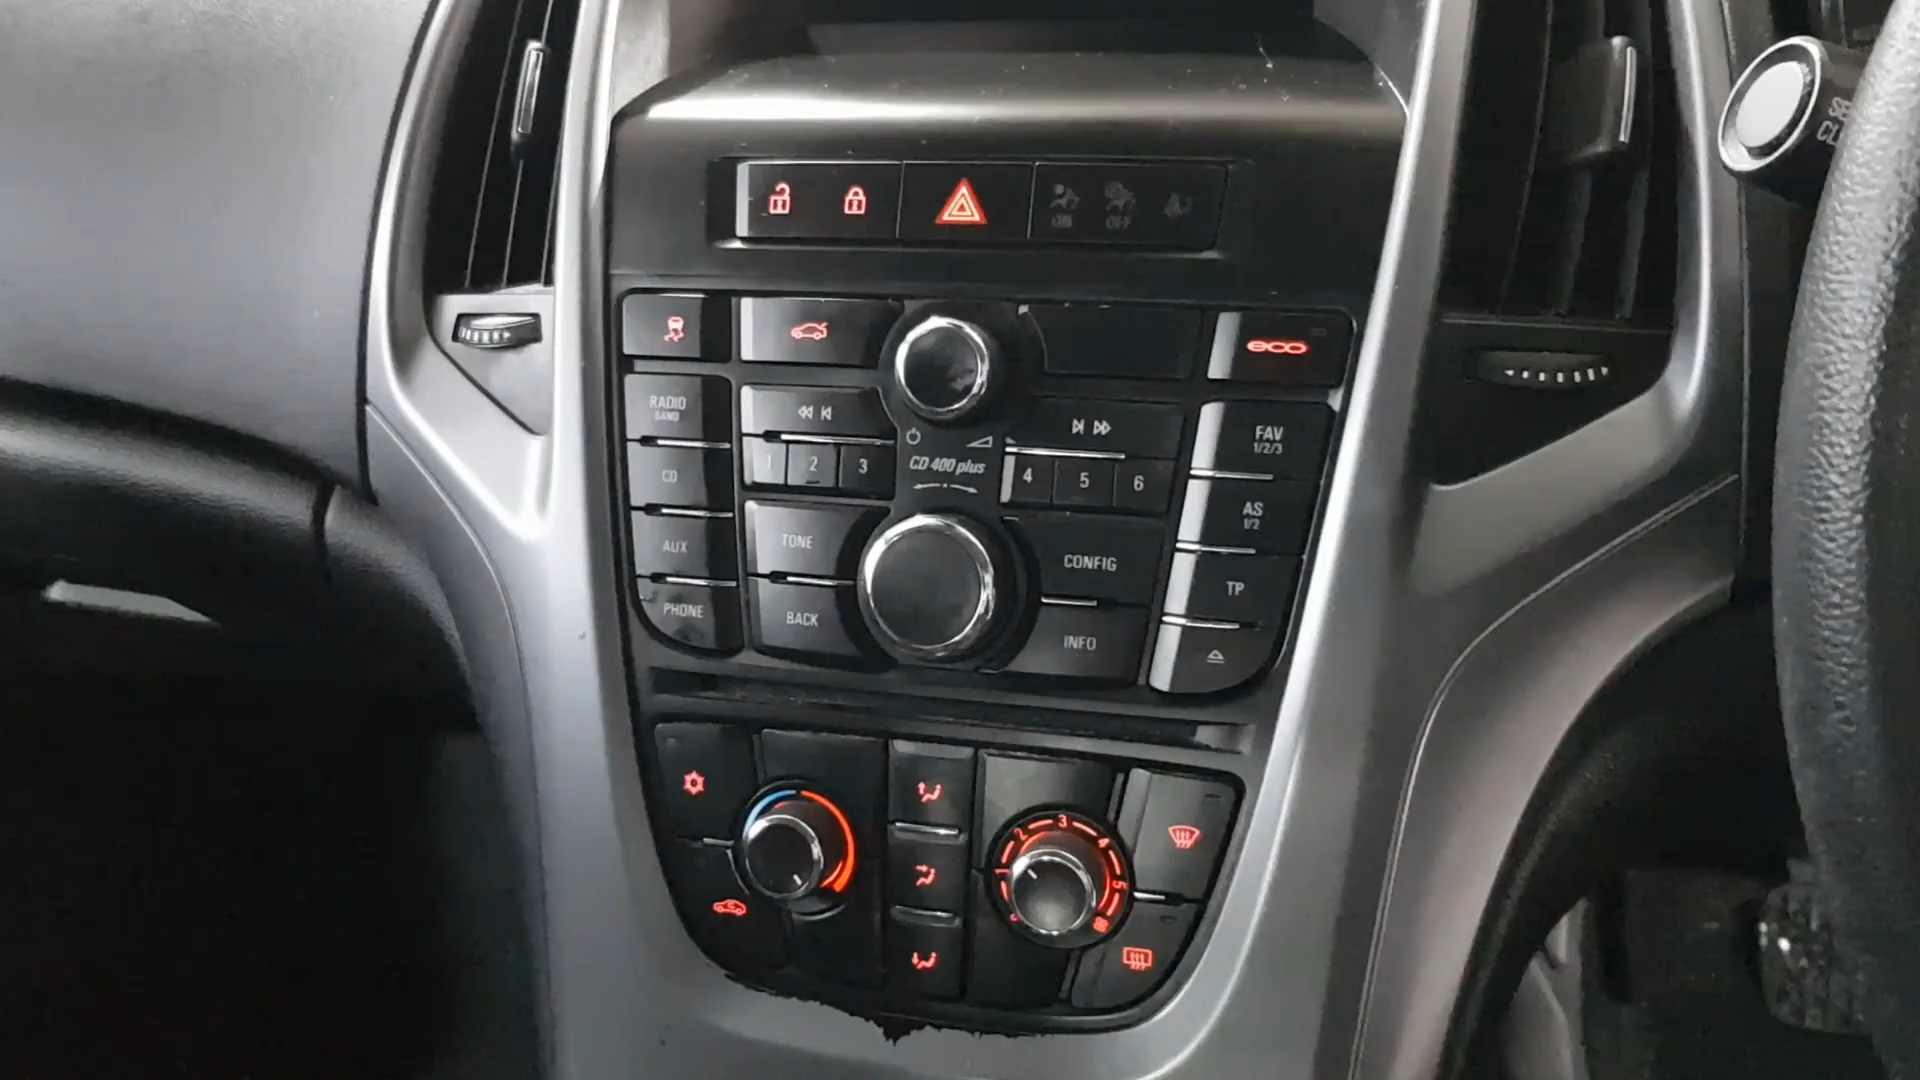 ON
OFF
eco
RADIO
BAND
FAV
1/2/3
CD 400 plus
1 2 3
4 5 6
CD
AS
1/2
TONE
CONFIG
AUX
TP
PHONE
BACK
INFO
1 2 3 4 5